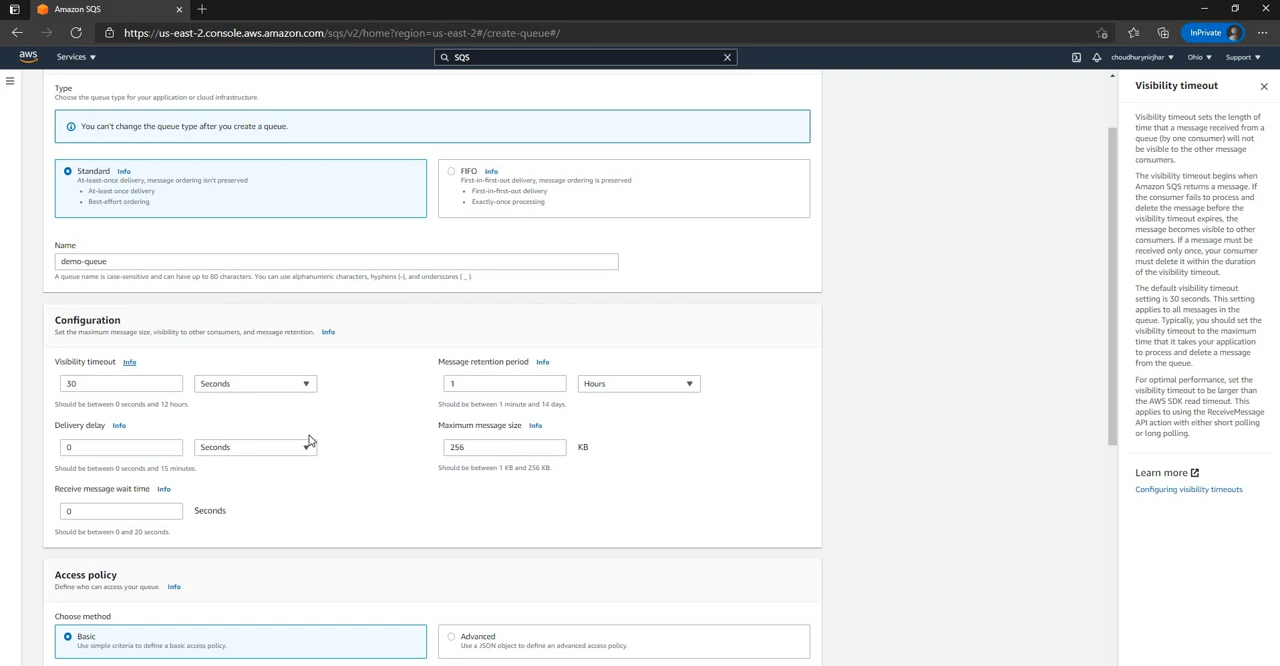 Amazon SQS
https://us-east-2.console.aws.amazon.com/sqs/v2/home?region=us-east-2#/create-queue#/
InPrivate
aws
Services
SQS
choudhurynirjhar
Ohio
Support
Type
Choose the queue type for your application or cloud infrastructure.
You can't change the queue type after you create a queue.
Standard Info
At-least-once delivery, message ordering isn't preserved
• At-least once delivery
• Best-effort ordering
FIFO Info
First-in-first-out delivery, message ordering is preserved
• First-in-first-out delivery
• Exactly-once processing
Name
demo-queue
A queue name is case-sensitive and can have up to 80 characters. You can use alphanumeric characters, hyphens (-), and underscores ( _ ).
Configuration
Set the maximum message size, visibility to other consumers, and message retention. Info
Visibility timeout Info
30 Seconds
Should be between 0 seconds and 12 hours.
Message retention period Info
1 Hours
Should be between 1 minute and 14 days.
Delivery delay Info
0 Seconds
Should be between 0 seconds and 15 minutes.
Maximum message size Info
256 KB
Should be between 1 KB and 256 KB.
Receive message wait time Info
0 Seconds
Should be between 0 and 20 seconds.
Access policy
Define who can access your queue. Info
Choose method
Basic
Use simple criteria to define a basic access policy.
Advanced
Use a JSON object to define an advanced access policy.
Visibility timeout
Visibility timeout sets the length of
time that a message received from a
queue (by one consumer) will not
be visible to the other message
consumers.
The visibility timeout begins when
Amazon SQS returns a message. If
the consumer fails to process and
delete the message before the
visibility timeout expires, the
message becomes visible to other
consumers. If a message must be
received only once, your consumer
must delete it within the duration
of the visibility timeout.
The default visibility timeout
setting is 30 seconds. This setting
applies to all messages in the
queue. Typically, you should set the
visibility timeout to the maximum
time that it takes your application
to process and delete a message
from the queue.
For optimal performance, set the
visibility timeout to be larger than
the AWS SDK read timeout. This
applies to using the ReceiveMessage
API action with either short polling
or long polling.
Learn more
Configuring visibility timeouts